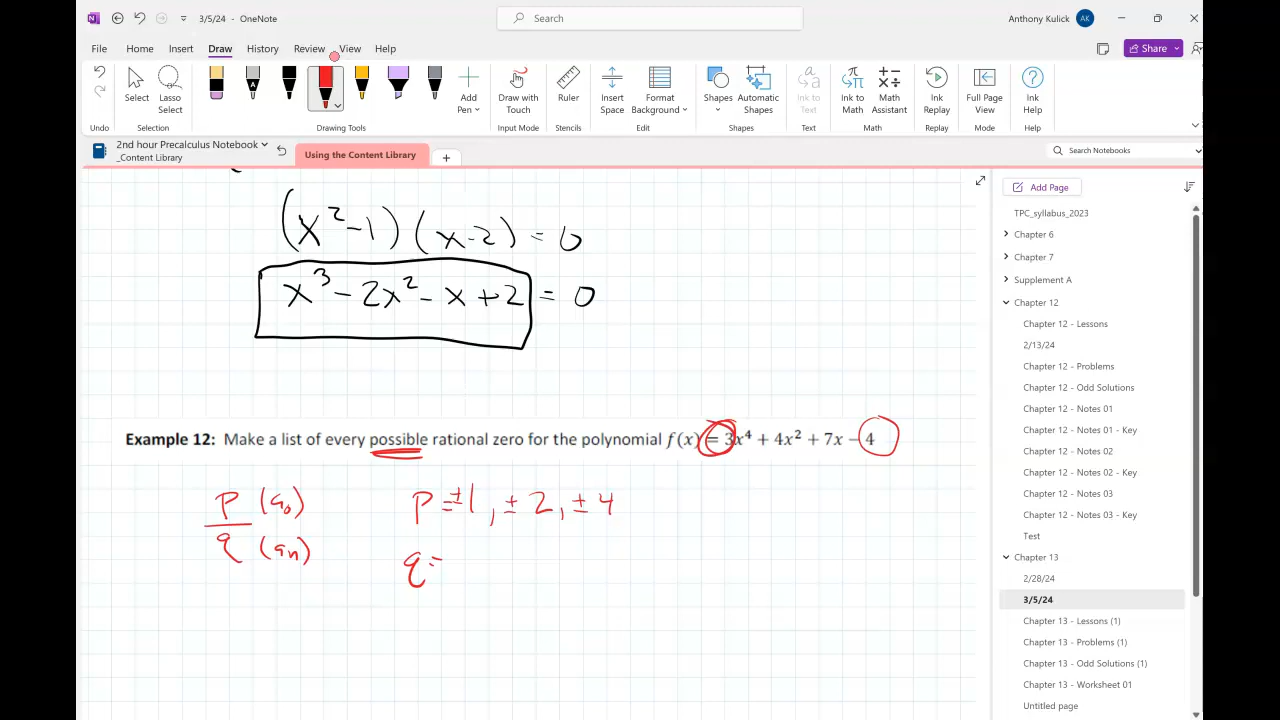 3/5/24 - OneNote
Search
Anthony Kulick
AK
File Home Insert Draw History Review View Help
Share
Undo
Select
Lasso Select
Add Pen
Draw with Touch
Ruler
Insert Space
Format Background
Shapes
Automatic Shapes
Ink to Text
Ink to Math
Math Assistant
Ink Replay
Full Page View
Ink Help
Undo Selection Drawing Tools Input Mode Stencils Edit Shapes Text Math Replay Mode Help
2nd hour Precalculus Notebook
_Content Library
Using the Content Library
+
Search Notebooks
(x² - 1) (x - 2) = 0
x³ - 2x² - x + 2 = 0
Example 12: Make a list of every possible rational zero for the polynomial f(x) = 3x⁴ + 4x² + 7x − 4
p (a₀)
q (aₙ)
p = ±1, ±2, ±4
q =
Add Page
TPC_syllabus_2023
Chapter 6
Chapter 7
Supplement A
Chapter 12
Chapter 12 - Lessons
2/13/24
Chapter 12 - Problems
Chapter 12 - Odd Solutions
Chapter 12 - Notes 01
Chapter 12 - Notes 01 - Key
Chapter 12 - Notes 02
Chapter 12 - Notes 02 - Key
Chapter 12 - Notes 03
Chapter 12 - Notes 03 - Key
Test
Chapter 13
2/28/24
3/5/24
Chapter 13 - Lessons (1)
Chapter 13 - Problems (1)
Chapter 13 - Odd Solutions (1)
Chapter 13 - Worksheet 01
Untitled page